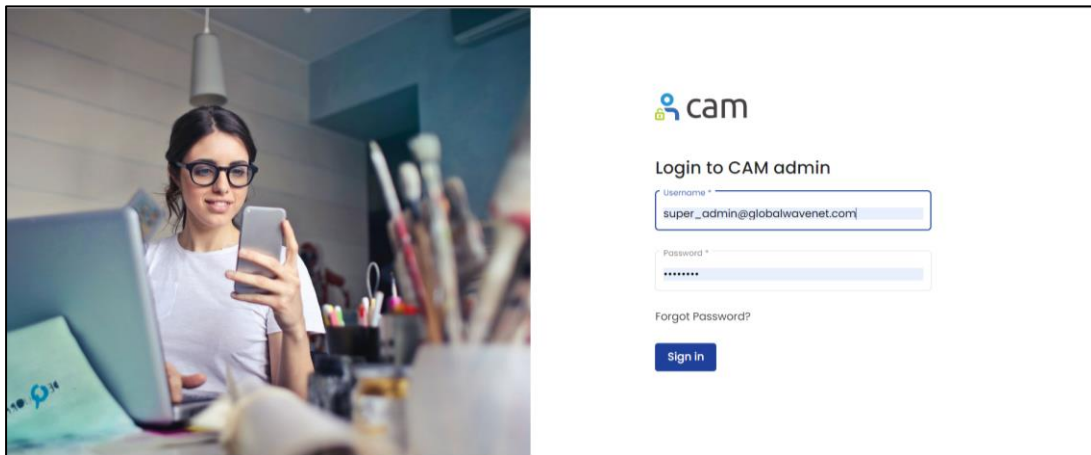 cam
Login to CAM admin
Username *
super_admin@globalwavenet.com
Password *
••••••••
Forgot Password?
Sign in